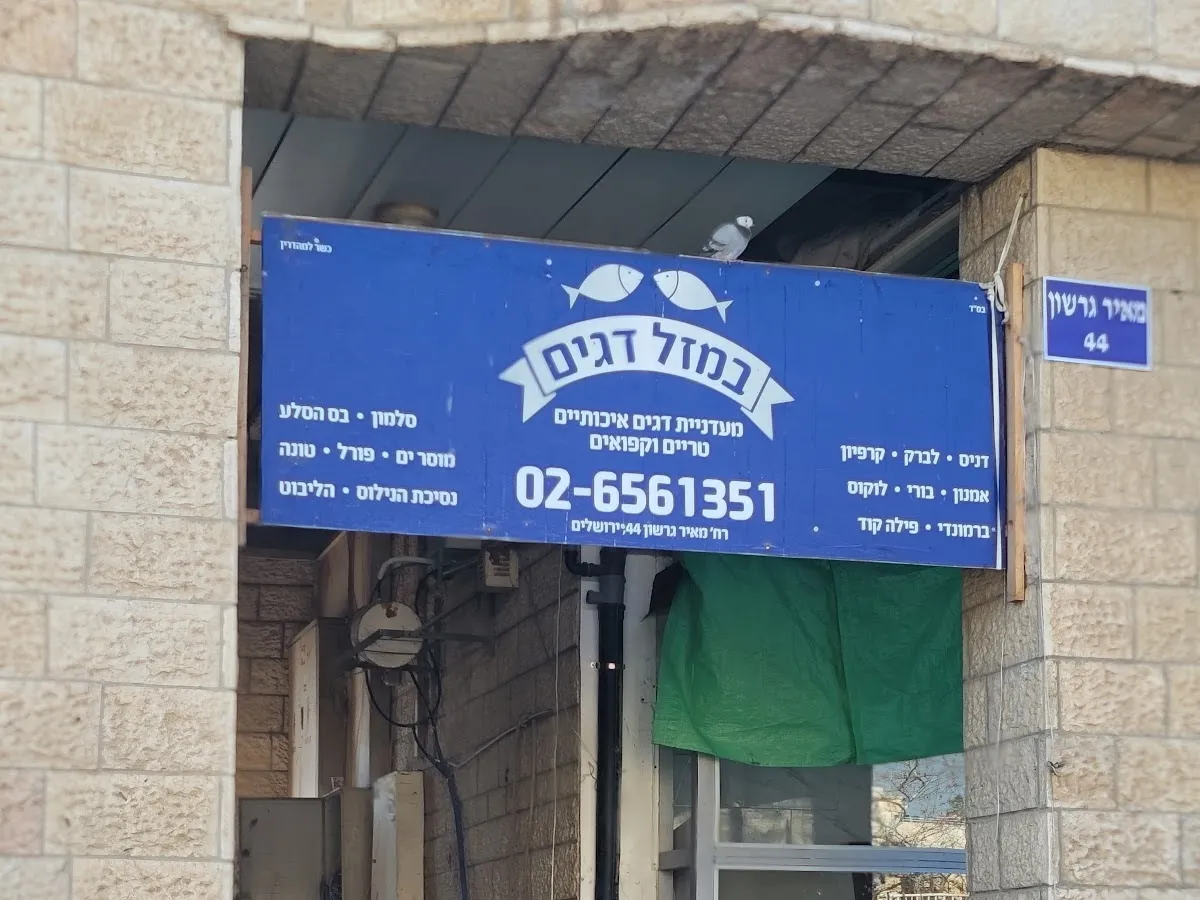 בס"ד
כשר למהדרין
במזל דגים
מעדניית דגים איכותיים
טריים וקפואים
02-6561351
רח' מאיר גרשון 44, ירושלים
דניס • לברק • קרפיון
אמנון • בורי • לוקוס
ברמונדי • פילה קוד
סלמון • בס הסלע
מוסר ים • פורל • טונה
נסיכת הנילוס • הליבוט
מאיר גרשון
44